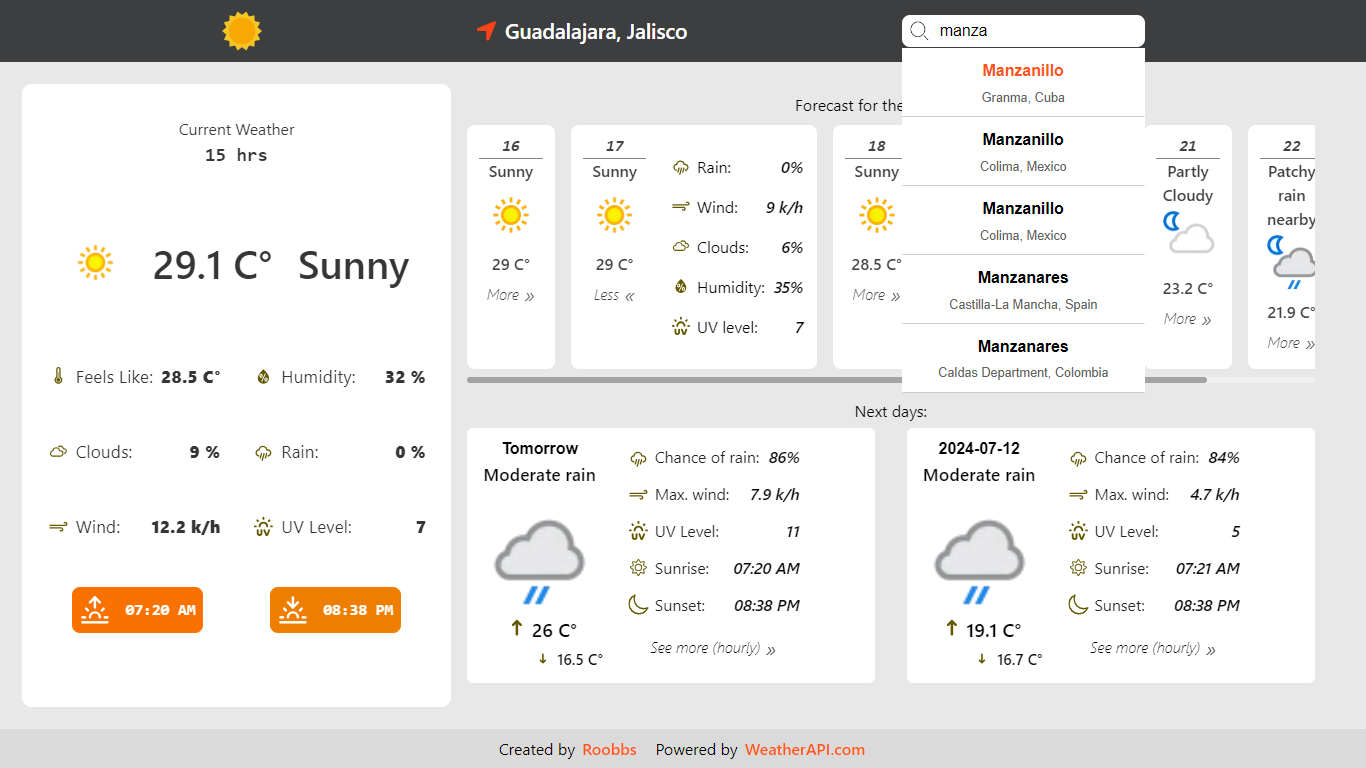 Guadalajara, Jalisco
manza
Manzanillo
Granma, Cuba
Manzanillo
Colima, Mexico
Manzanillo
Colima, Mexico
Manzanares
Castilla-La Mancha, Spain
Manzanares
Caldas Department, Colombia
Current Weather
15 hrs
29.1 C° Sunny
Feels Like: 28.5 C° Humidity: 32 %
Clouds: 9 % Rain: 0 %
Wind: 12.2 k/h UV Level: 7
07:20 AM 08:38 PM
Forecast for the
16
Sunny
29 C°
More »
17
Sunny
29 C°
Less «
Rain: 0%
Wind: 9 k/h
Clouds: 6%
Humidity: 35%
UV level: 7
18
Sunny
28.5 C°
More »
21
Partly
Cloudy
23.2 C°
More »
22
Patchy
rain
nearby
21.9 C°
More »
Next days:
Tomorrow
Moderate rain
26 C°
16.5 C°
Chance of rain: 86%
Max. wind: 7.9 k/h
UV Level: 11
Sunrise: 07:20 AM
Sunset: 08:38 PM
See more (hourly) »
2024-07-12
Moderate rain
19.1 C°
16.7 C°
Chance of rain: 84%
Max. wind: 4.7 k/h
UV Level: 5
Sunrise: 07:21 AM
Sunset: 08:38 PM
See more (hourly) »
Created by Roobbs Powered by WeatherAPI.com